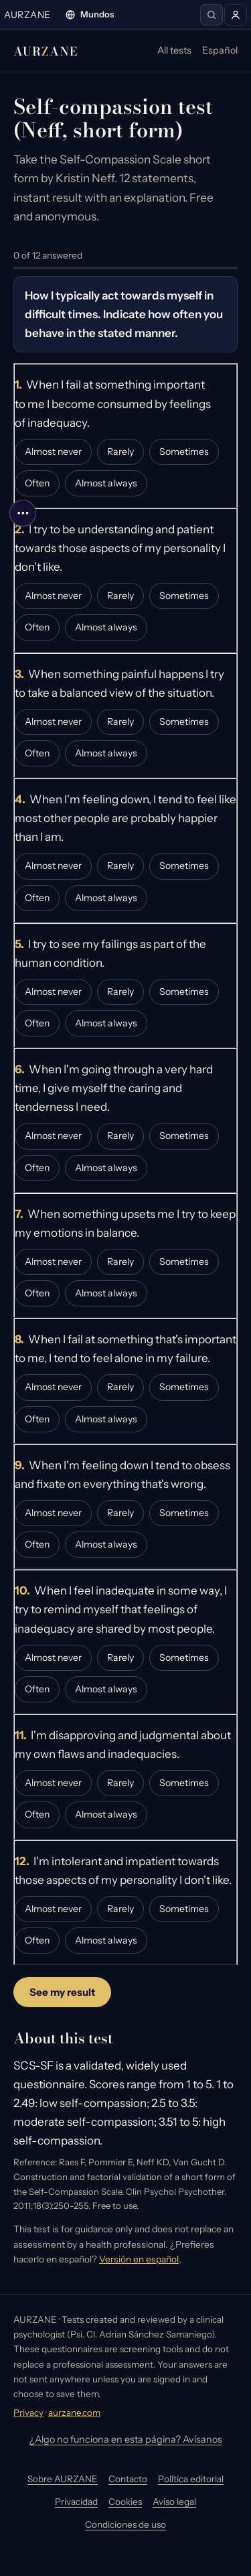 AURZANE Mundos
AURZANE All tests Español
Self-compassion test
(Neff, short form)
Take the Self-Compassion Scale short
form by Kristin Neff. 12 statements,
instant result with an explanation. Free
and anonymous.
0 of 12 answered
How I typically act towards myself in
difficult times. Indicate how often you
behave in the stated manner.
1. When I fail at something important
to me I become consumed by feelings
of inadequacy.
Almost never Rarely Sometimes
Often Almost always
2. I try to be understanding and patient
towards those aspects of my personality I
don't like.
Almost never Rarely Sometimes
Often Almost always
3. When something painful happens I try
to take a balanced view of the situation.
Almost never Rarely Sometimes
Often Almost always
4. When I'm feeling down, I tend to feel like
most other people are probably happier
than I am.
Almost never Rarely Sometimes
Often Almost always
5. I try to see my failings as part of the
human condition.
Almost never Rarely Sometimes
Often Almost always
6. When I'm going through a very hard
time, I give myself the caring and
tenderness I need.
Almost never Rarely Sometimes
Often Almost always
7. When something upsets me I try to keep
my emotions in balance.
Almost never Rarely Sometimes
Often Almost always
8. When I fail at something that's important
to me, I tend to feel alone in my failure.
Almost never Rarely Sometimes
Often Almost always
9. When I'm feeling down I tend to obsess
and fixate on everything that's wrong.
Almost never Rarely Sometimes
Often Almost always
10. When I feel inadequate in some way, I
try to remind myself that feelings of
inadequacy are shared by most people.
Almost never Rarely Sometimes
Often Almost always
11. I'm disapproving and judgmental about
my own flaws and inadequacies.
Almost never Rarely Sometimes
Often Almost always
12. I'm intolerant and impatient towards
those aspects of my personality I don't like.
Almost never Rarely Sometimes
Often Almost always
See my result
About this test
SCS-SF is a validated, widely used
questionnaire. Scores range from 1 to 5. 1 to
2.49: low self-compassion; 2.5 to 3.5:
moderate self-compassion; 3.51 to 5: high
self-compassion.
Reference: Raes F, Pommier E, Neff KD, Van Gucht D.
Construction and factorial validation of a short form of
the Self-Compassion Scale. Clin Psychol Psychother.
2011;18(3):250-255. Free to use.
This test is for guidance only and does not replace an
assessment by a health professional. ¿Prefieres
hacerlo en español? Versión en español.
AURZANE · Tests created and reviewed by a clinical
psychologist (Psi. Cl. Adrían Sánchez Samaniego).
These questionnaires are screening tools and do not
replace a professional assessment. Your answers are
not sent anywhere unless you are signed in and
choose to save them.
Privacy · aurzane.com
¿Algo no funciona en esta página? Avísanos
Sobre AURZANE Contacto Política editorial
Privacidad Cookies Aviso legal
Condiciones de uso